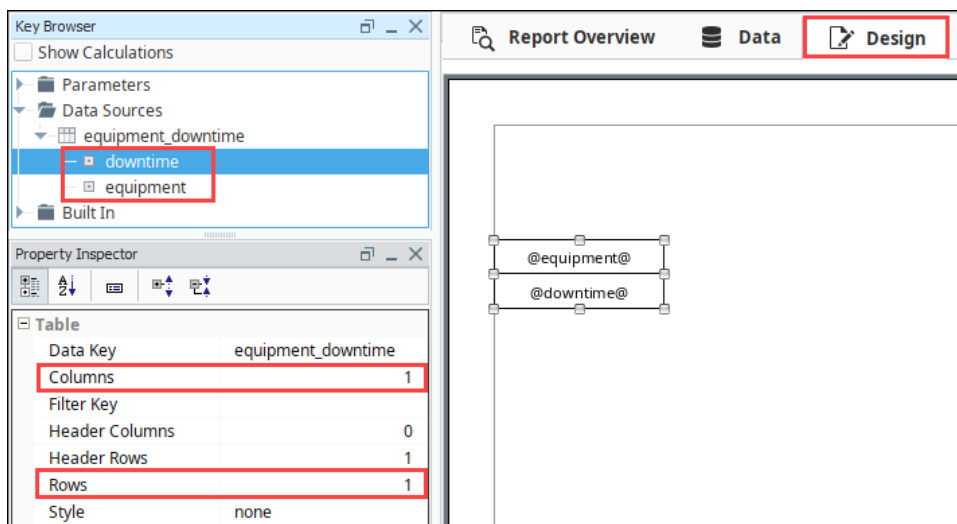 Key Browser
Show Calculations
Parameters
Data Sources
equipment_downtime
downtime
equipment
Built In
Property Inspector
Table
Data Key equipment_downtime
Columns 1
Filter Key
Header Columns 0
Header Rows 1
Rows 1
Style none
Report Overview Data Design
@equipment@
@downtime@